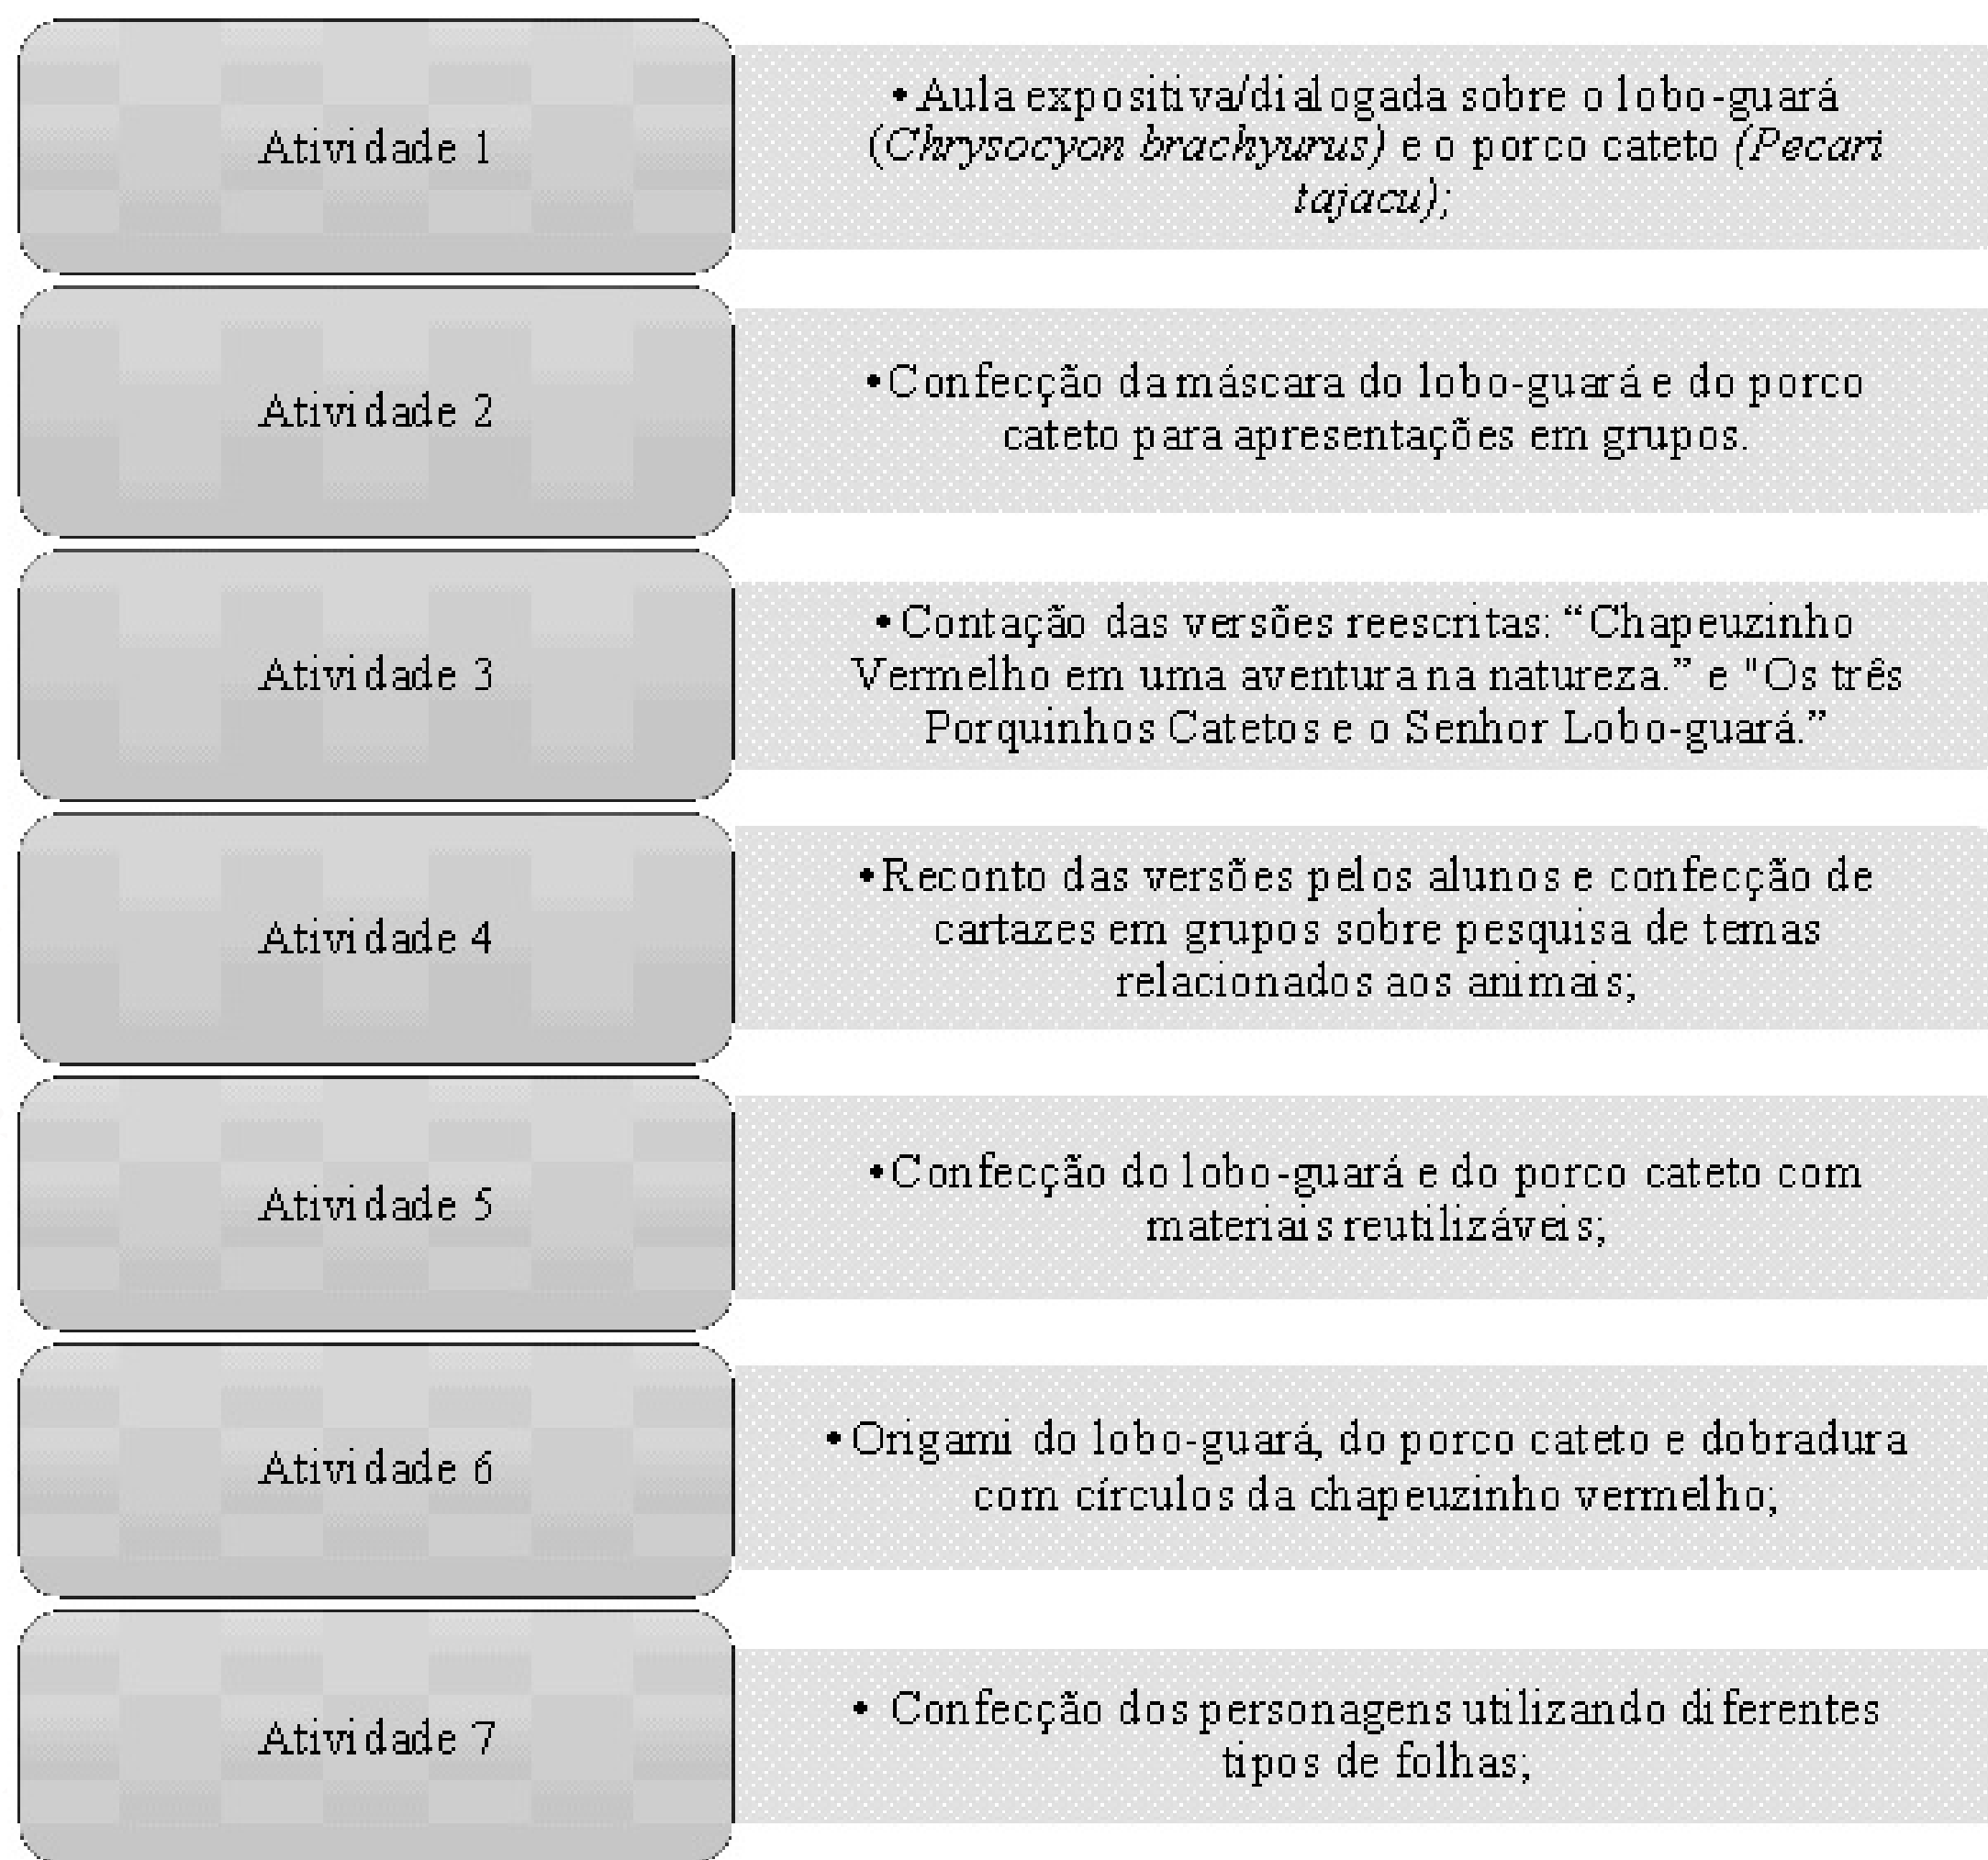 Atividade 1
•Aula expositiva/dialogada sobre o lobo-guará
(Chrysocyon brachyurus) e o porco cateto (Pecari
tajacu);
Atividade 2
•Confecção da máscara do lobo-guará e do porco
cateto para apresentações em grupos.
Atividade 3
•Contação das versões reescritas: “Chapeuzinho
Vermelho em uma aventura na natureza.” e "Os três
Porquinhos Catetos e o Senhor Lobo-guará.”
Atividade 4
•Reconto das versões pelos alunos e confecção de
cartazes em grupos sobre pesquisa de temas
relacionados aos animais;
Atividade 5
•Confecção do lobo-guará e do porco cateto com
materiais reutilizáveis;
Atividade 6
•Origami do lobo-guará, do porco cateto e dobradura
com círculos da chapeuzinho vermelho;
Atividade 7
• Confecção dos personagens utilizando diferentes
tipos de folhas;